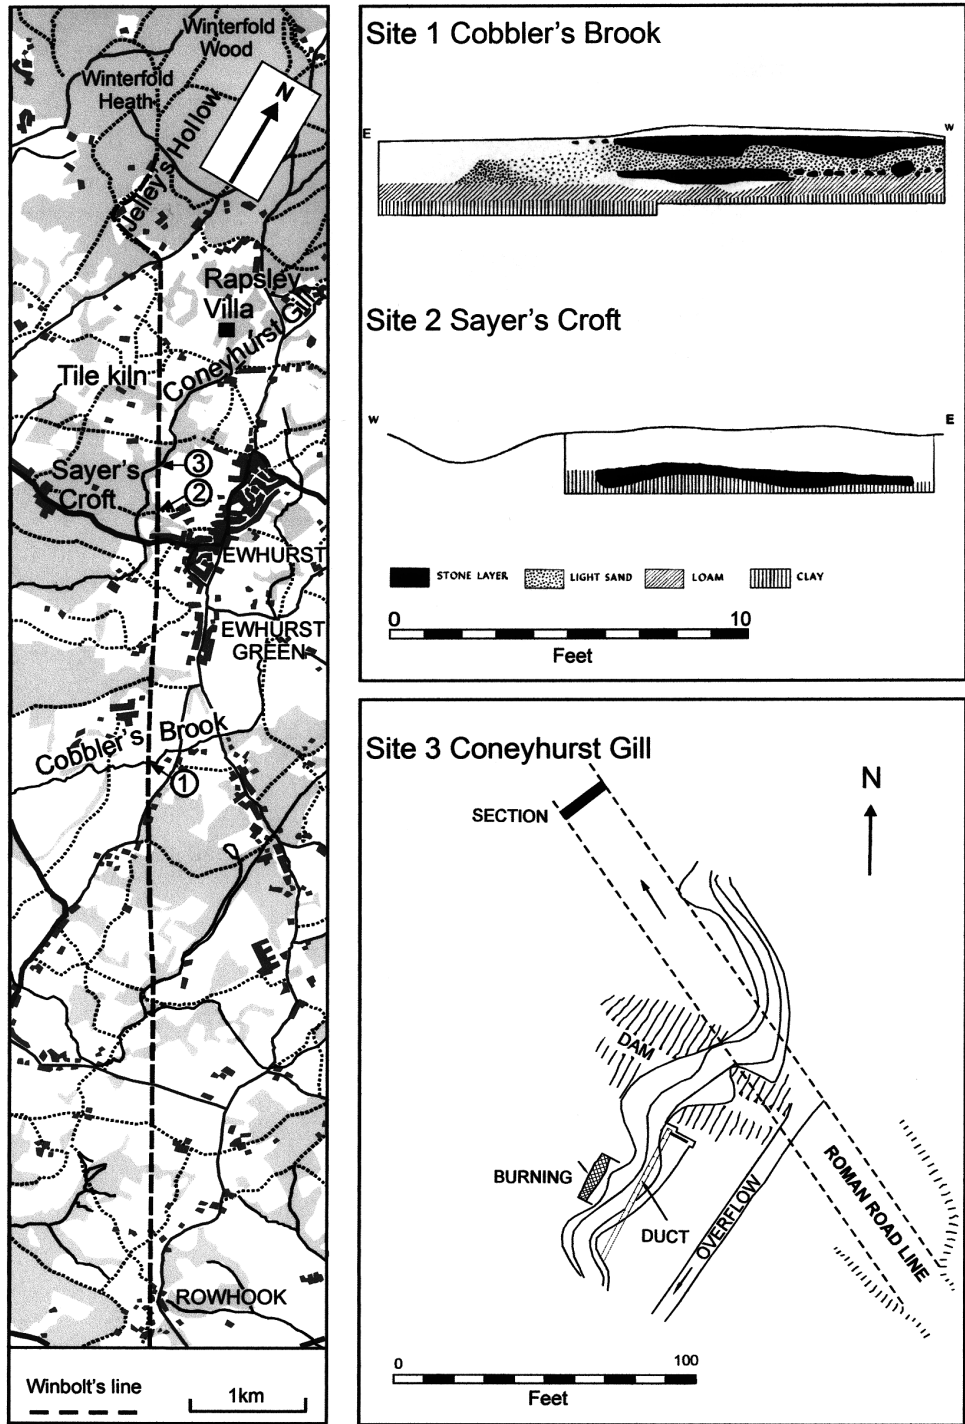 Winterfold
Wood
Winterfold
Heath
N
Jelley's Hollow
Rapsley
Villa
Coneyhurst Gill
Tile kiln
Sayer's
Croft
3
2
EWHURST
EWHURST
GREEN
Cobbler's Brook
1
ROWHOOK
Winbolt's line
1km
Site 1 Cobbler's Brook
E
W
Site 2 Sayer's Croft
W
E
STONE LAYER
LIGHT SAND
LOAM
CLAY
0
10
Feet
Site 3 Coneyhurst Gill
N
SECTION
DAM
BURNING
DUCT
OVERFLOW
ROMAN ROAD LINE
0
100
Feet